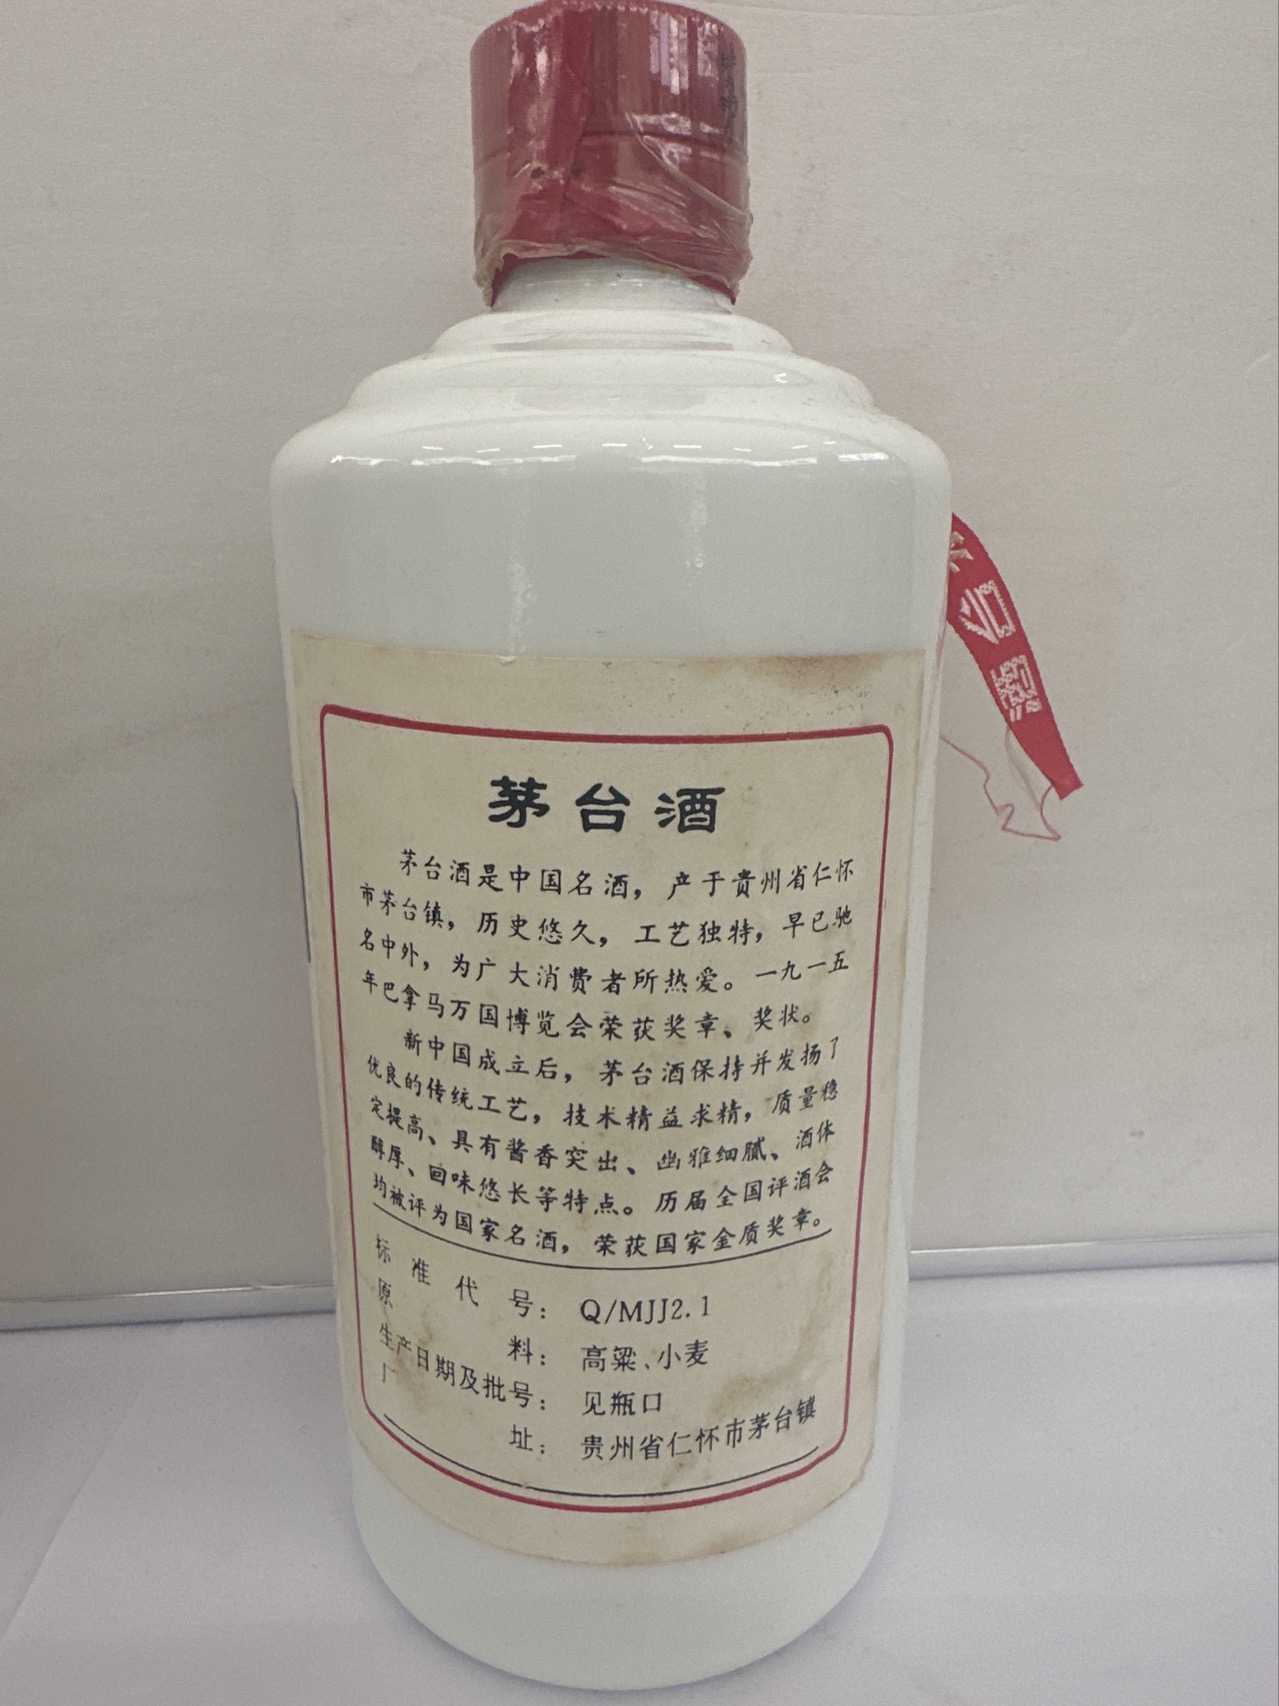 茅台酒
茅台酒是中国名酒，产于贵州省仁怀
市茅台镇，历史悠久，工艺独特，早已驰
名中外，为广大消费者所热爱。一九一五
年巴拿马万国博览会荣获奖章、奖状。
新中国成立后，茅台酒保持并发扬了
优良的传统工艺，技术精益求精，质量稳
定提高、具有酱香突出、幽雅细腻、酒体
醇厚、回味悠长等特点。历届全国评酒会
均被评为国家名酒，荣获国家金质奖章。
标准代号：Q/MJJ2.1
原料：高粱、小麦
生产日期及批号：见瓶口
厂址：贵州省仁怀市茅台镇
台
酒